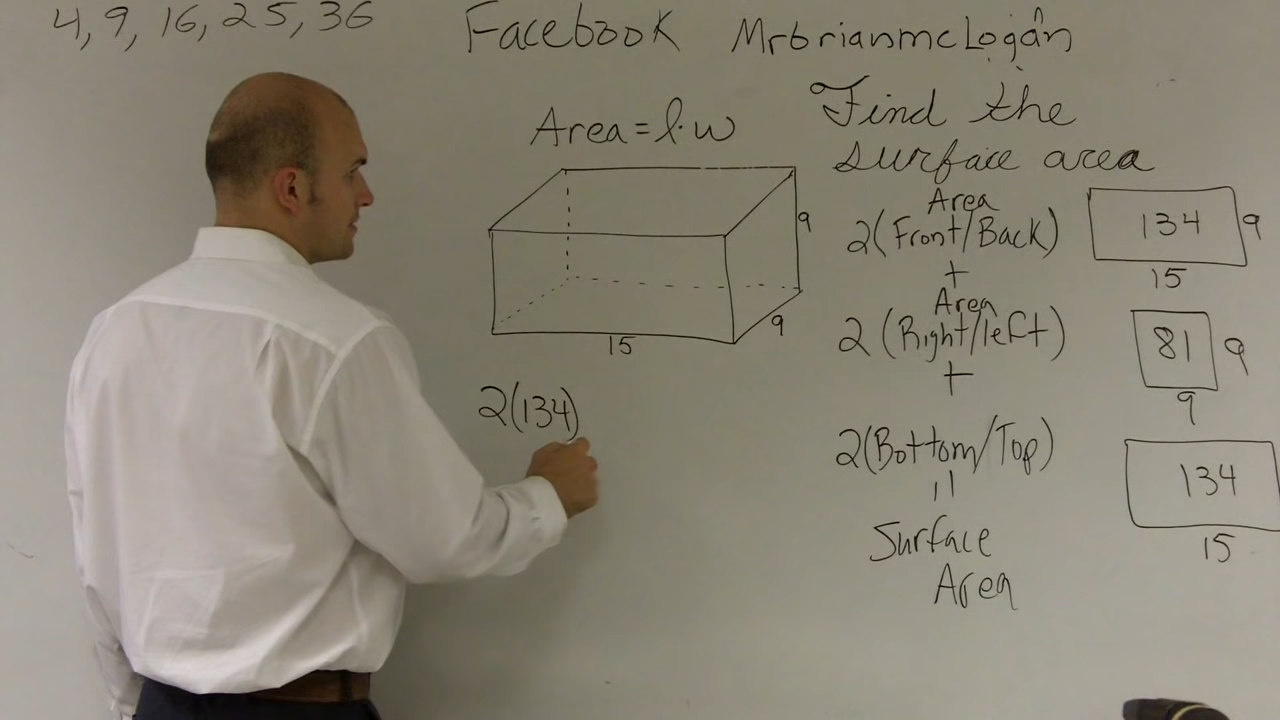 4, 9, 16, 25, 36
Facebook MrbrianmcLogan
Area = l·w
Find the
surface area
9
9
15
2(134)
Area
2(Front/Back)
+
Area
2(Right/left)
+
2(Bottom/Top)
=
Surface
Area
134 9
15
81 9
9
134
15